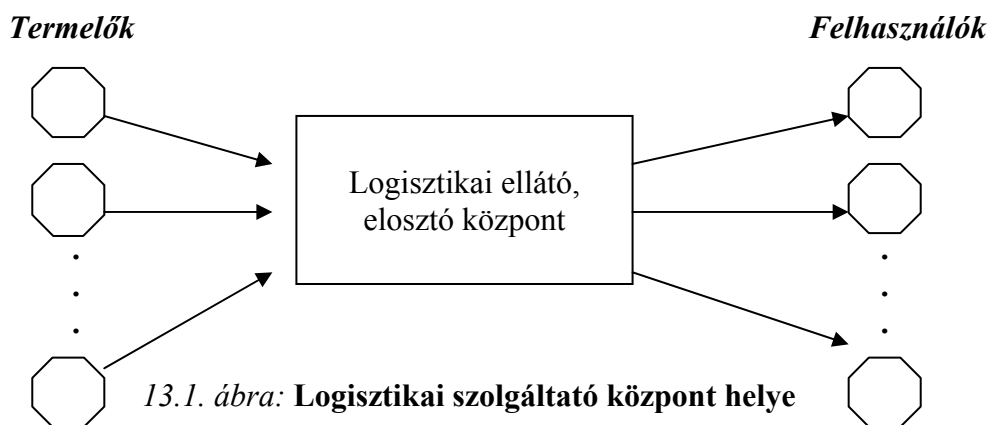 Termelők
Felhasználók
Logisztikai ellátó,
elosztó központ
13.1. ábra: Logisztikai szolgáltató központ helye